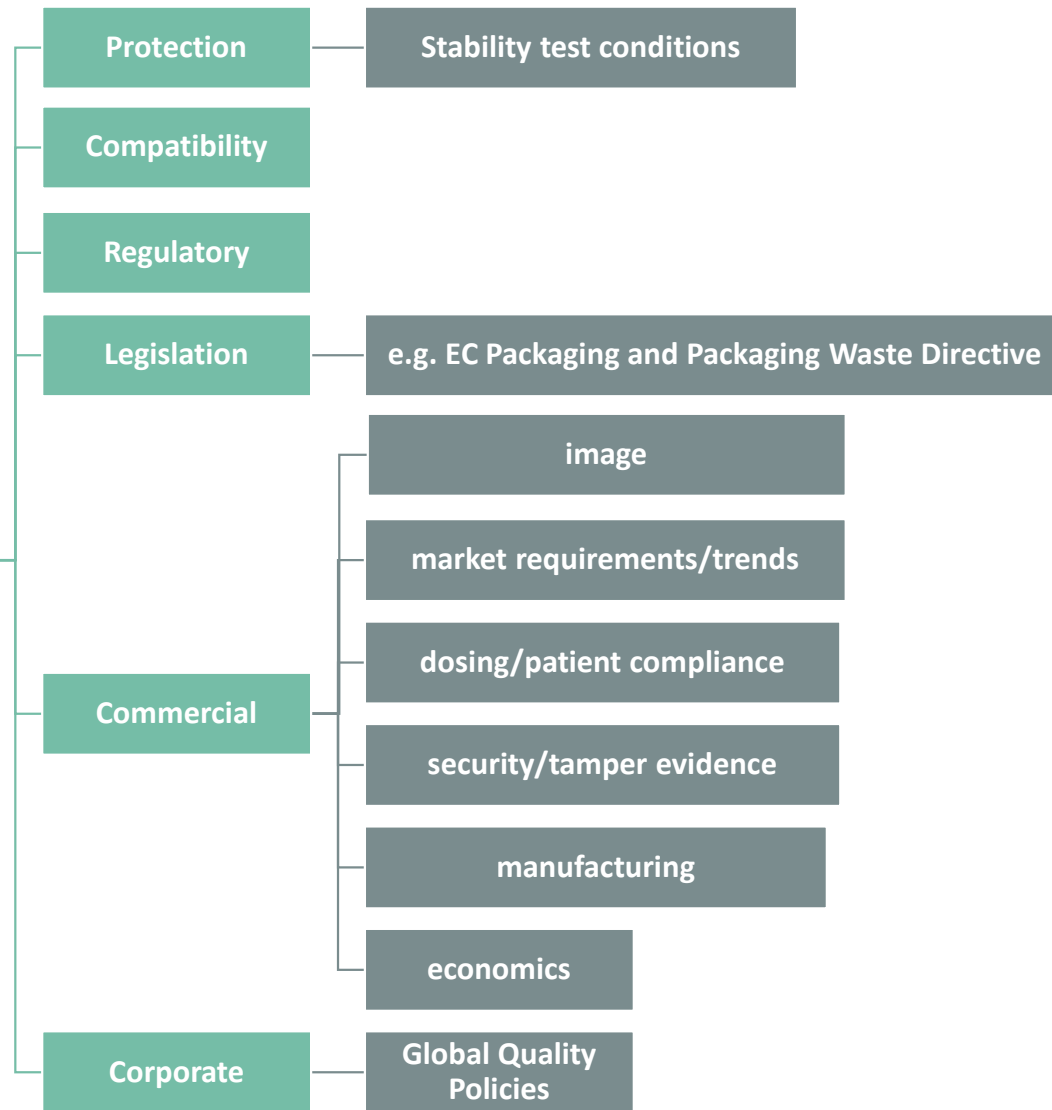 Protection
Stability test conditions
Compatibility
Regulatory
Legislation
e.g. EC Packaging and Packaging Waste Directive
Commercial
image
market requirements/trends
dosing/patient compliance
security/tamper evidence
manufacturing
economics
Corporate
Global Quality
Policies